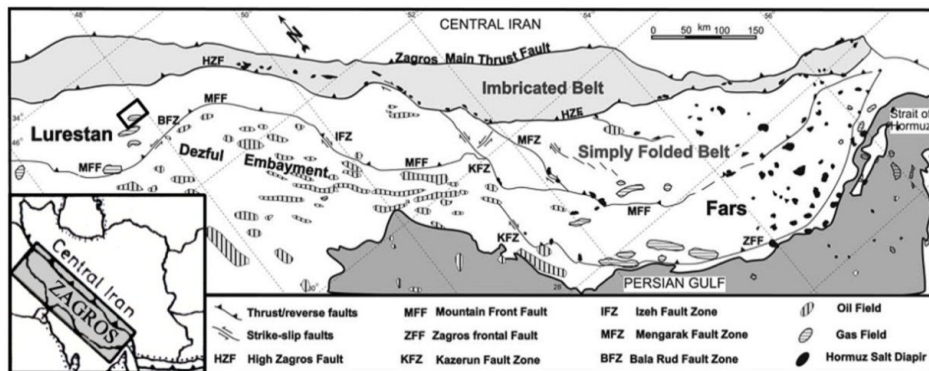 48°
50°
52°
CENTRAL IRAN
54°
56°
0 50 100 150
km
N
HZF
Zagros Main Thrust Fault
Imbricated Belt
34°
MFF
HZF
Strait of
Hormuz
BFZ
Lurestan
IFZ
MFZ
46°
Dezful
Simply Folded Belt
Embayment
MFF
MFF
KFZ
MFF
Fars
KFZ
ZFF
28°
PERSIAN GULF
Central Iran
ZAGROS
Thrust/reverse faults
MFF Mountain Front Fault
IFZ Izeh Fault Zone
Oil Field
Strike-slip faults
ZFF Zagros frontal Fault
MFZ Mengarak Fault Zone
Gas Field
HZF High Zagros Fault
KFZ Kazerun Fault Zone
BFZ Bala Rud Fault Zone
Hormuz Salt Diapir